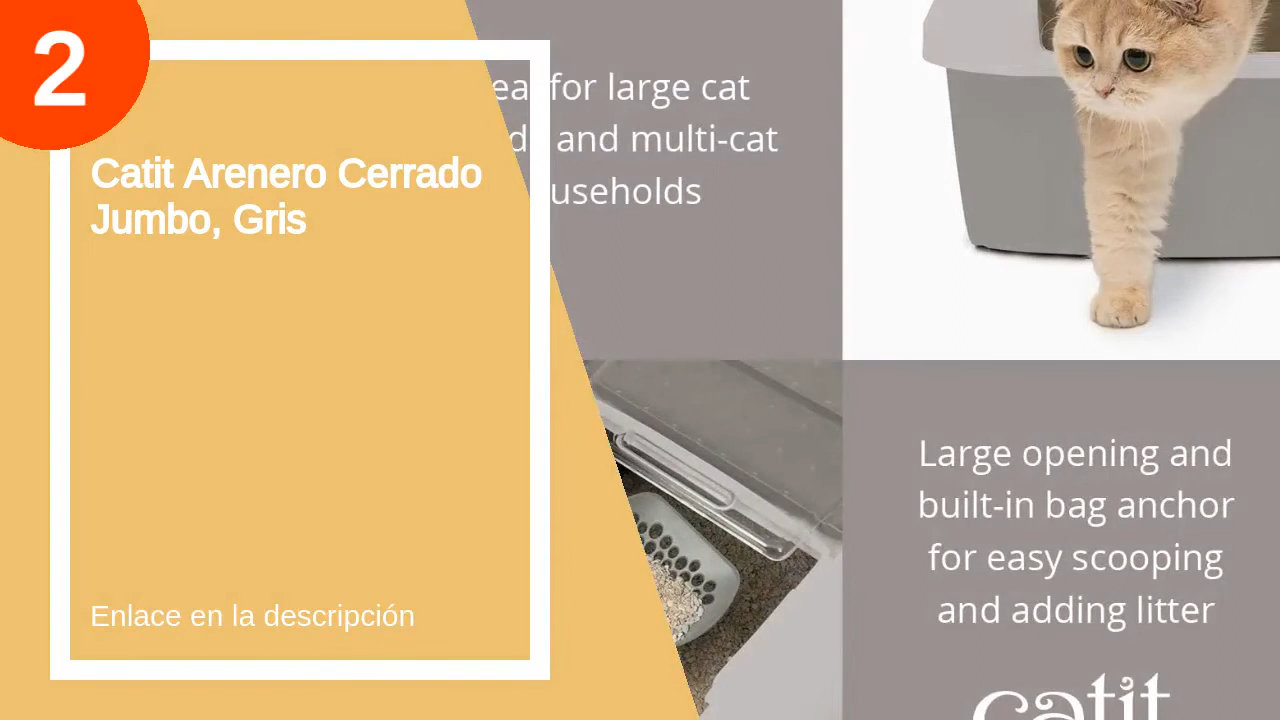 2
Catit Arenero Cerrado
Jumbo, Gris
Enlace en la descripción
for large cat
and multi-cat
Large opening and
built-in bag anchor
for easy scooping
and adding litter
catit